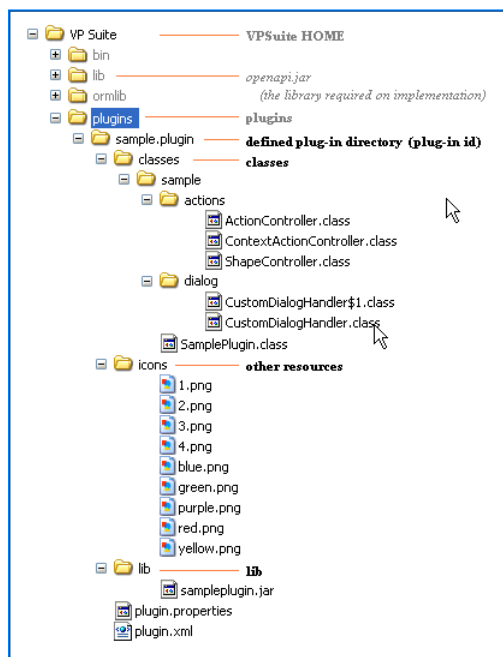 VP Suite VPSuite HOME
bin
lib openapi.jar
ormlib (the library required on implementation)
plugins plugins
sample.plugin defined plug-in directory (plug-in id)
classes classes
sample
actions
ActionController.class
ContextActionController.class
ShapeController.class
dialog
CustomDialogHandler$1.class
CustomDialogHandler.class
SamplePlugin.class
icons other resources
1.png
2.png
3.png
4.png
blue.png
green.png
purple.png
red.png
yellow.png
lib lib
sampleplugin.jar
plugin.properties
plugin.xml